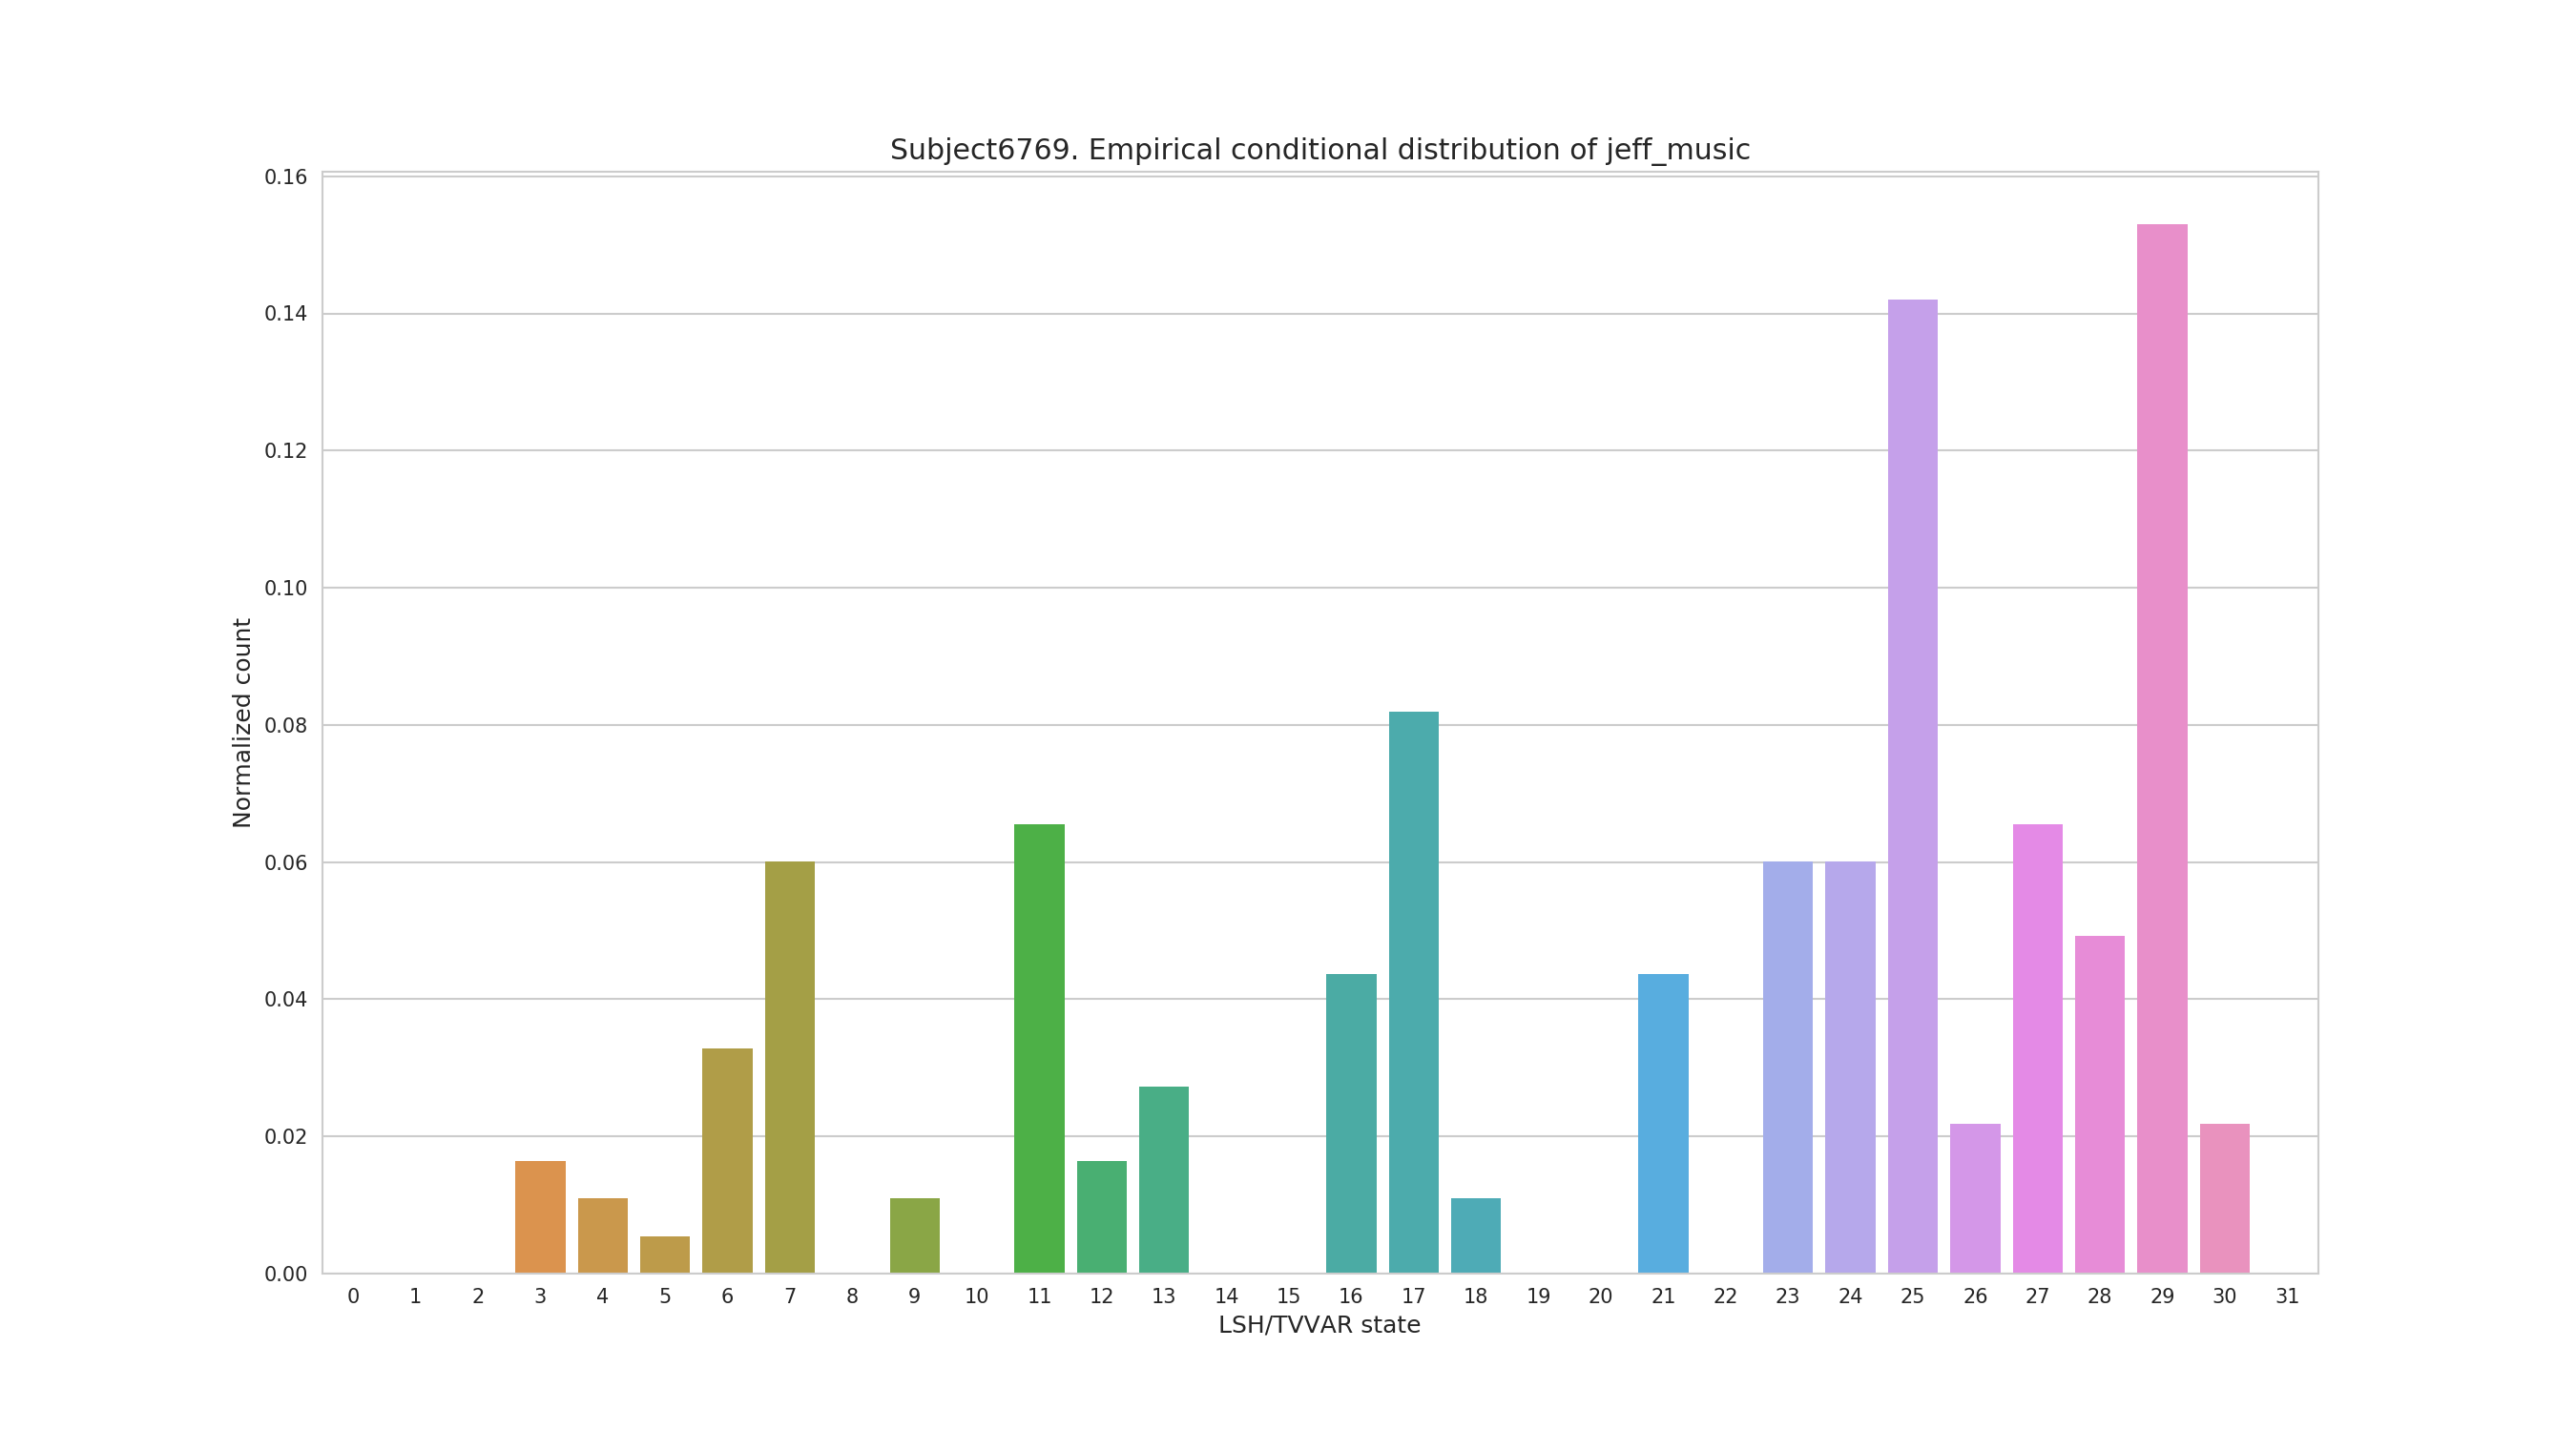 Subject6769. Empirical conditional distribution of jeff_music
0.16
0.14
0.12
0.10
0.08
0.06
0.04
0.02
0.00
Normalized count
0 1 2 3 4 5 6 7 8 9 10 11 12 13 14 15 16 17 18 19 20 21 22 23 24 25 26 27 28 29 30 31
LSH/TVVAR state